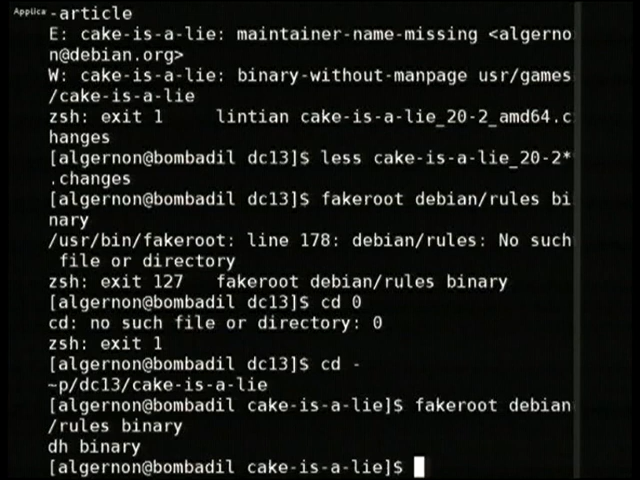 Applica
-article
E: cake-is-a-lie: maintainer-name-missing <algerno
n@debian.org>
W: cake-is-a-lie: binary-without-manpage usr/games
/cake-is-a-lie
zsh: exit 1     lintian cake-is-a-lie_20-2_amd64.c
hanges
[algernon@bombadil dc13]$ less cake-is-a-lie_20-2*
.changes
[algernon@bombadil dc13]$ fakeroot debian/rules bi
nary
/usr/bin/fakeroot: line 178: debian/rules: No such
 file or directory
zsh: exit 127   fakeroot debian/rules binary
[algernon@bombadil dc13]$ cd 0
cd: no such file or directory: 0
zsh: exit 1
[algernon@bombadil dc13]$ cd -
~p/dc13/cake-is-a-lie
[algernon@bombadil cake-is-a-lie]$ fakeroot debian
/rules binary
dh binary
[algernon@bombadil cake-is-a-lie]$